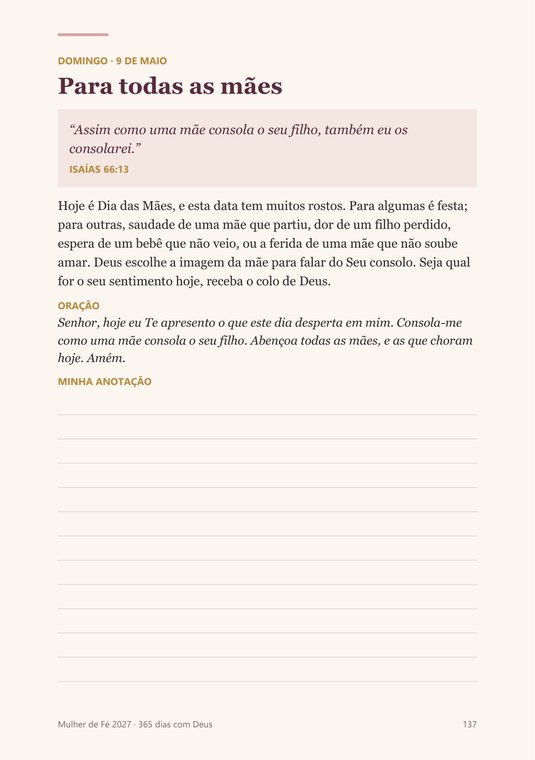 DOMINGO · 9 DE MAIO
Para todas as mães
“Assim como uma mãe consola o seu filho, também eu os
consolarei.”
ISAÍAS 66:13
Hoje é Dia das Mães, e esta data tem muitos rostos. Para algumas é festa;
para outras, saudade de uma mãe que partiu, dor de um filho perdido,
espera de um bebê que não veio, ou a ferida de uma mãe que não soube
amar. Deus escolhe a imagem da mãe para falar do Seu consolo. Seja qual
for o seu sentimento hoje, receba o colo de Deus.
ORAÇÃO
Senhor, hoje eu Te apresento o que este dia desperta em mim. Consola-me
como uma mãe consola o seu filho. Abençoa todas as mães, e as que choram
hoje. Amém.
MINHA ANOTAÇÃO
Mulher de Fé 2027 · 365 dias com Deus
137